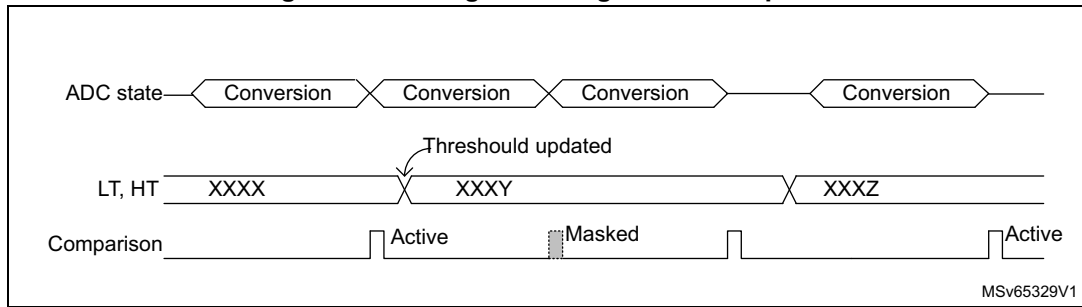 ADC state Conversion Conversion Conversion Conversion
Threshould updated
LT, HT XXXX XXXY XXXZ
Comparison Active Masked Active
MSv65329V1